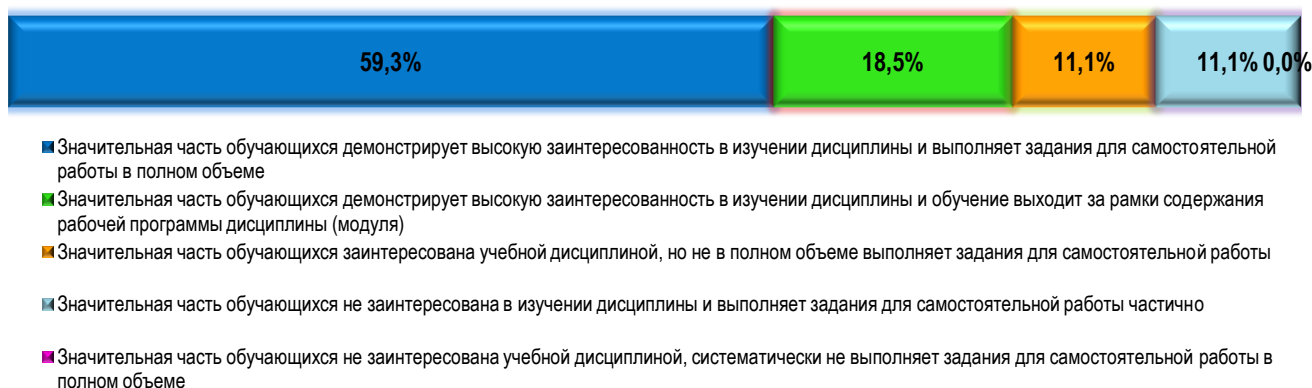 59,3% 18,5% 11,1% 11,1% 0,0%
Значительная часть обучающихся демонстрирует высокую заинтересованность в изучении дисциплины и выполняет задания для самостоятельной
работы в полном объеме
Значительная часть обучающихся демонстрирует высокую заинтересованность в изучении дисциплины и обучение выходит за рамки содержания
рабочей программы дисциплины (модуля)
Значительная часть обучающихся заинтересована учебной дисциплиной, но не в полном объеме выполняет задания для самостоятельной работы
Значительная часть обучающихся не заинтересована в изучении дисциплины и выполняет задания для самостоятельной работы частично
Значительная часть обучающихся не заинтересована учебной дисциплиной, систематически не выполняет задания для самостоятельной работы в
полном объеме